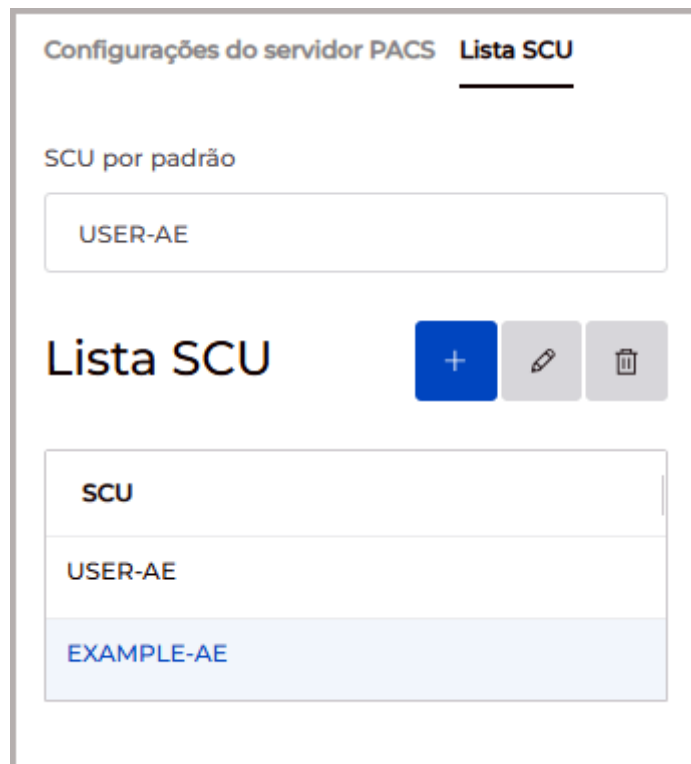 Configurações do servidor PACS Lista SCU
SCU por padrão
USER-AE
Lista SCU
SCU
USER-AE
EXAMPLE-AE